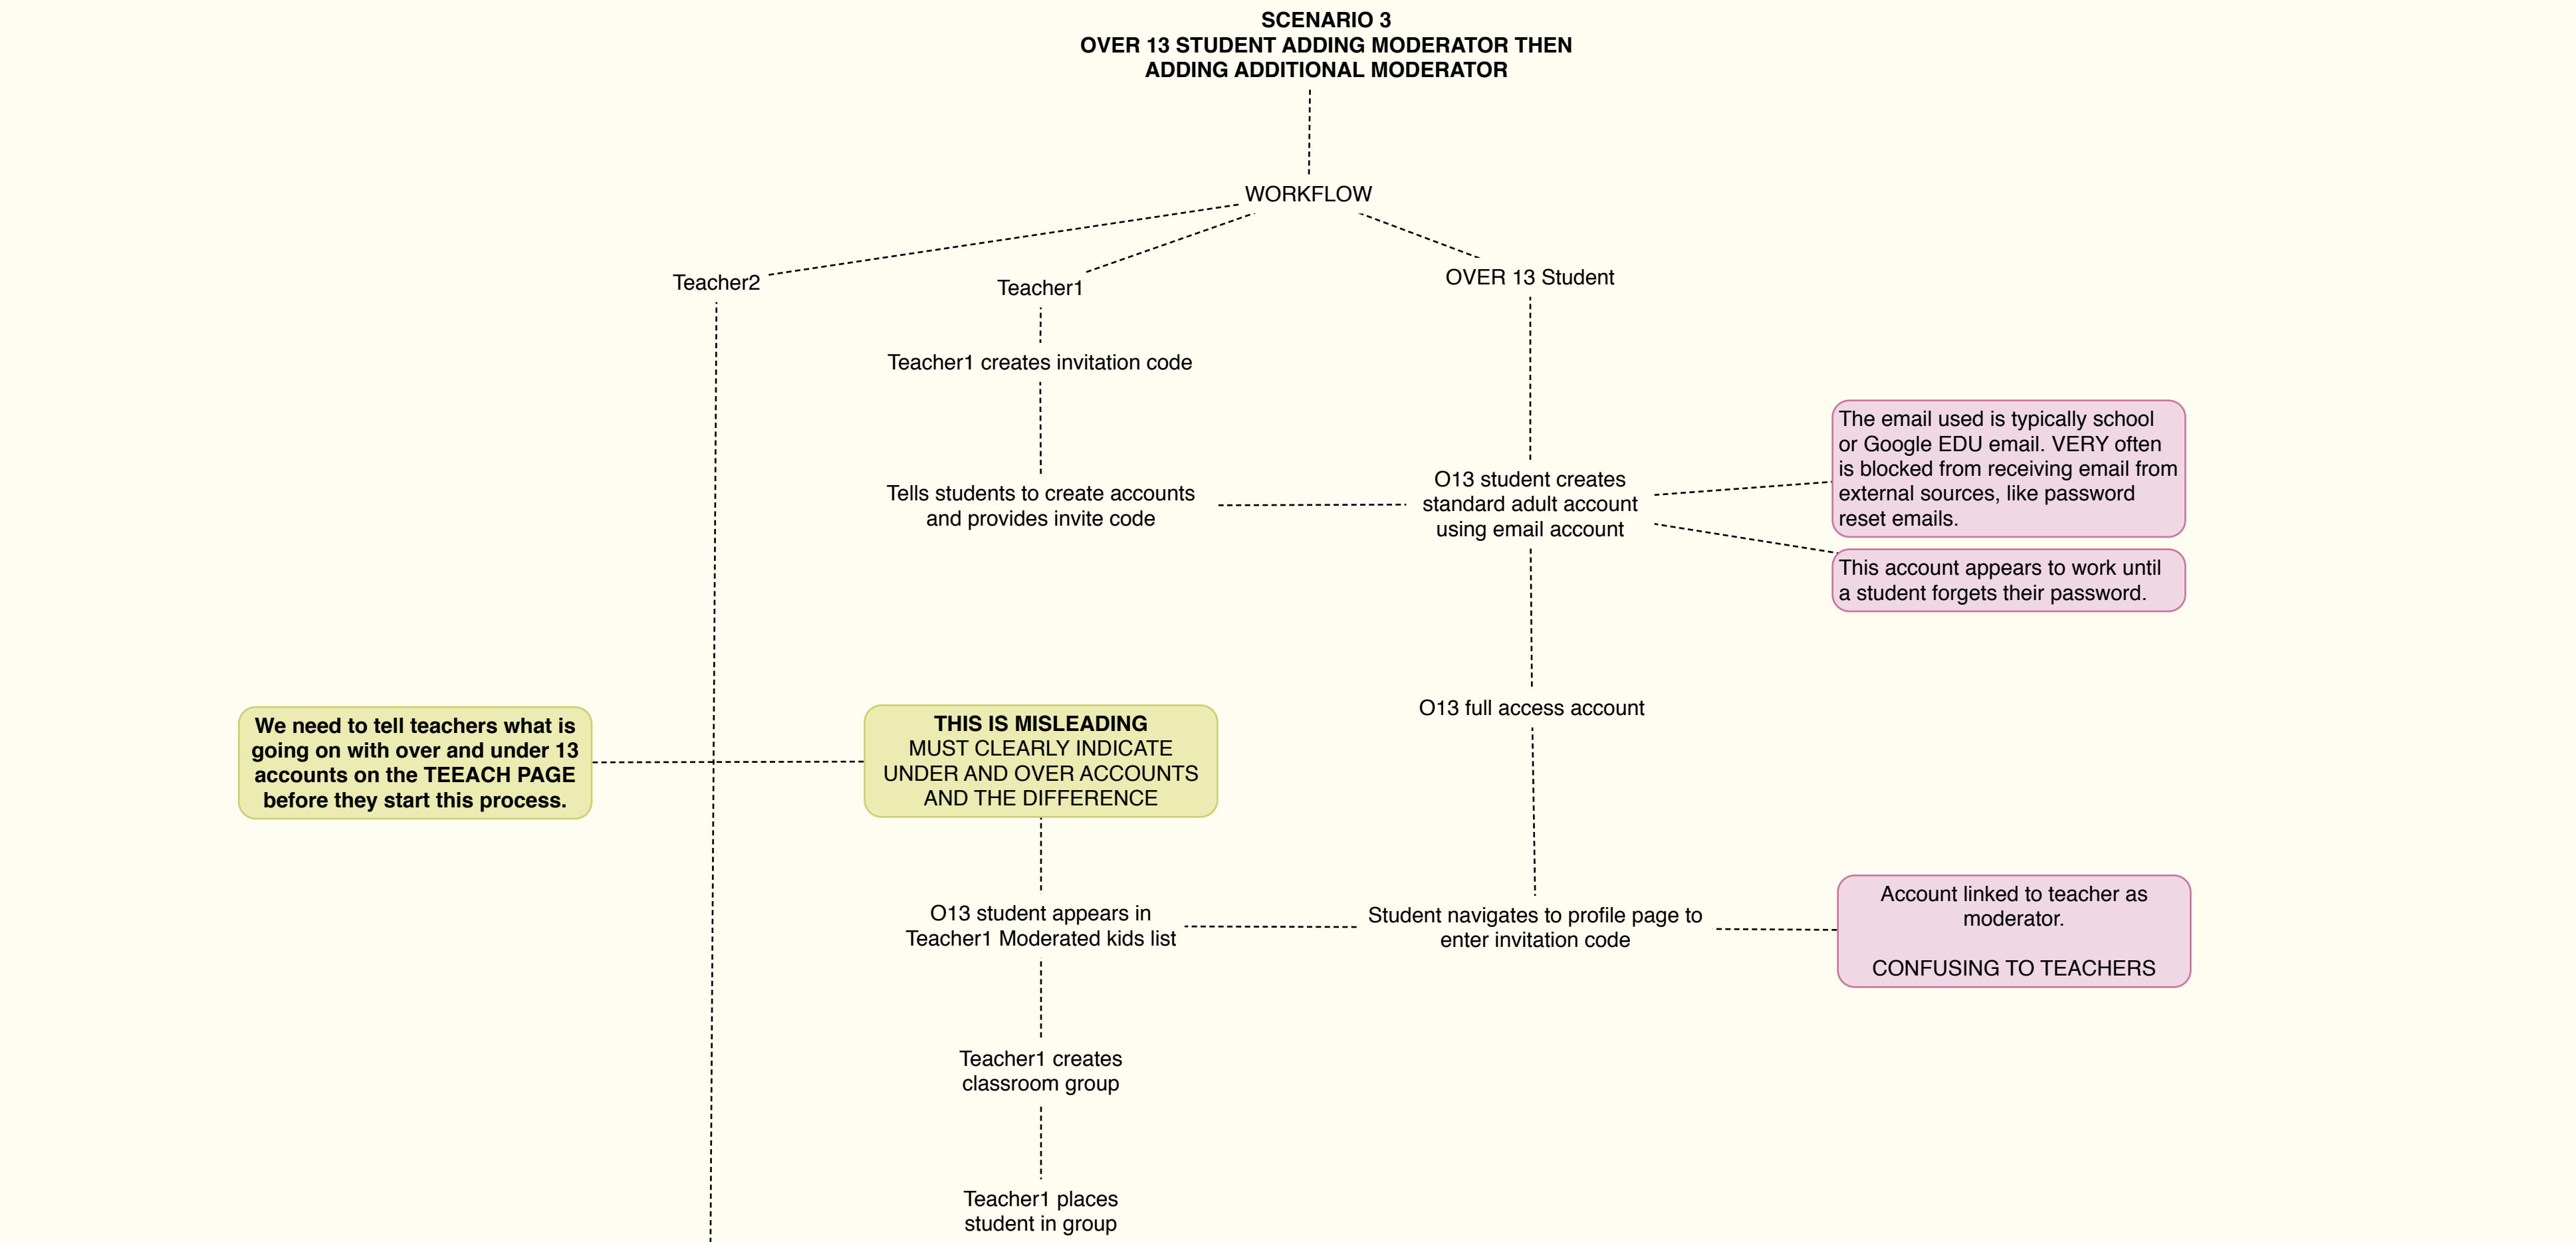 SCENARIO 3
OVER 13 STUDENT ADDING MODERATOR THEN
ADDING ADDITIONAL MODERATOR
WORKFLOW
Teacher2
Teacher1
OVER 13 Student
Teacher1 creates invitation code
The email used is typically school
or Google EDU email. VERY often
is blocked from receiving email from
external sources, like password
reset emails.
Tells students to create accounts
and provides invite code
O13 student creates
standard adult account
using email account
This account appears to work until
a student forgets their password.
We need to tell teachers what is
going on with over and under 13
accounts on the TEEACH PAGE
before they start this process.
THIS IS MISLEADING
MUST CLEARLY INDICATE
UNDER AND OVER ACCOUNTS
AND THE DIFFERENCE
O13 full access account
O13 student appears in
Teacher1 Moderated kids list
Student navigates to profile page to
enter invitation code
Account linked to teacher as
moderator.
CONFUSING TO TEACHERS
Teacher1 creates
classroom group
Teacher1 places
student in group